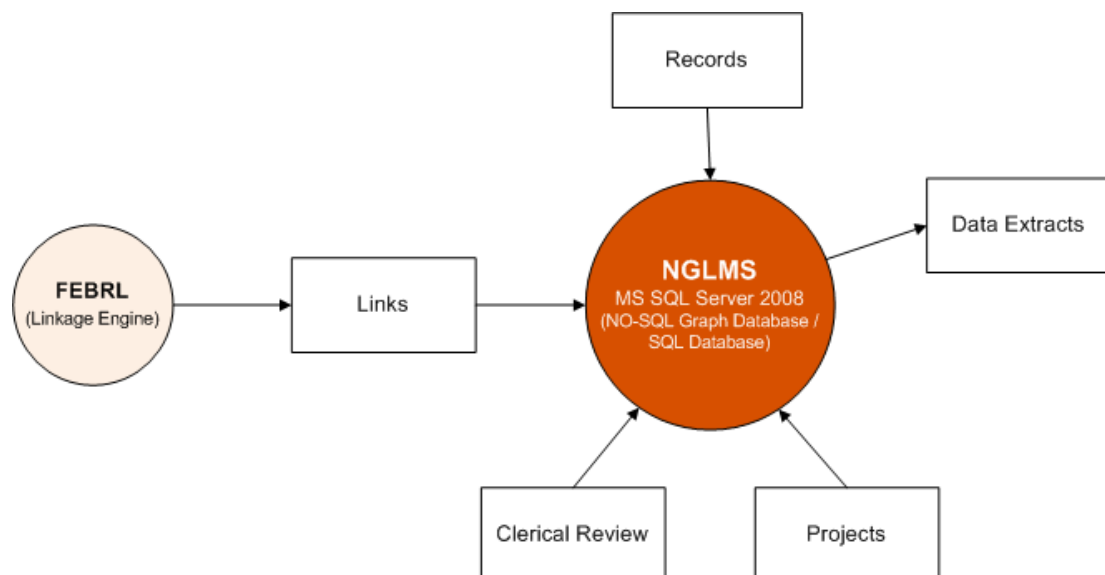 Records
Data Extracts
FEBRL
(Linkage Engine)
Links
NGLMS
MS SQL Server 2008
(NO-SQL Graph Database /
SQL Database)
Clerical Review
Projects